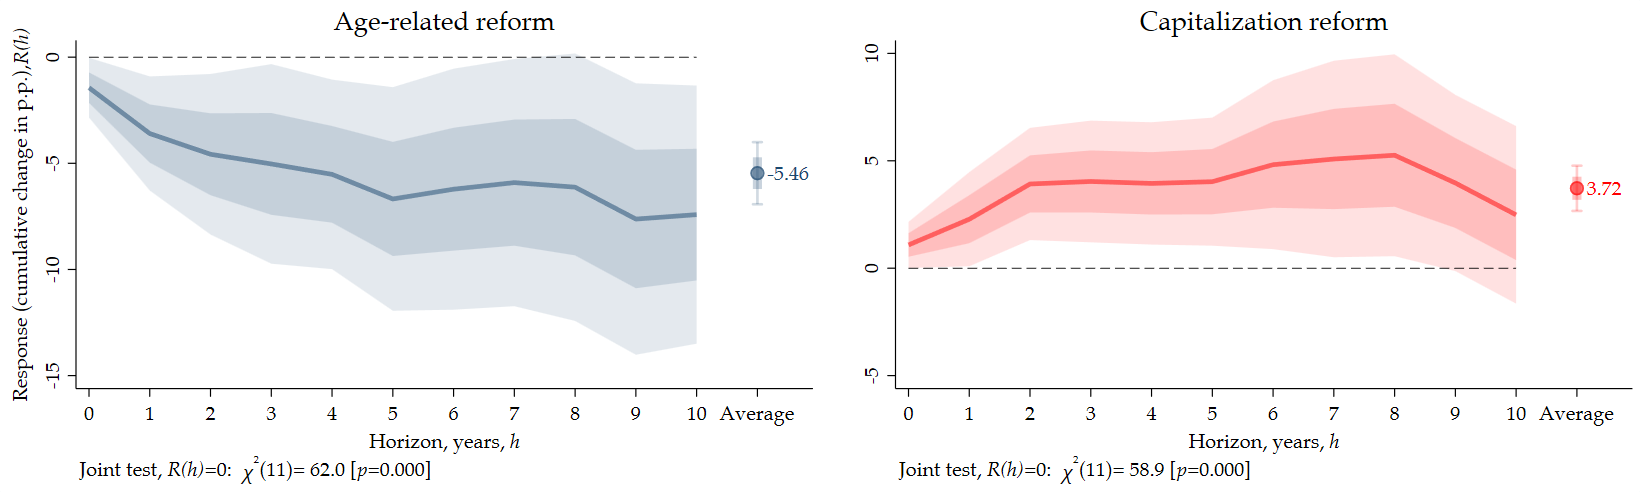 Age-related reform
Response (cumulative change in p.p.),R(h)
0
-5
-10
-15
-5.46
0 1 2 3 4 5 6 7 8 9 10 Average
Horizon, years, h
Joint test, R(h)=0: χ²(11)= 62.0 [p=0.000]
Capitalization reform
10
5
0
-5
3.72
0 1 2 3 4 5 6 7 8 9 10 Average
Horizon, years, h
Joint test, R(h)=0: χ²(11)= 58.9 [p=0.000]